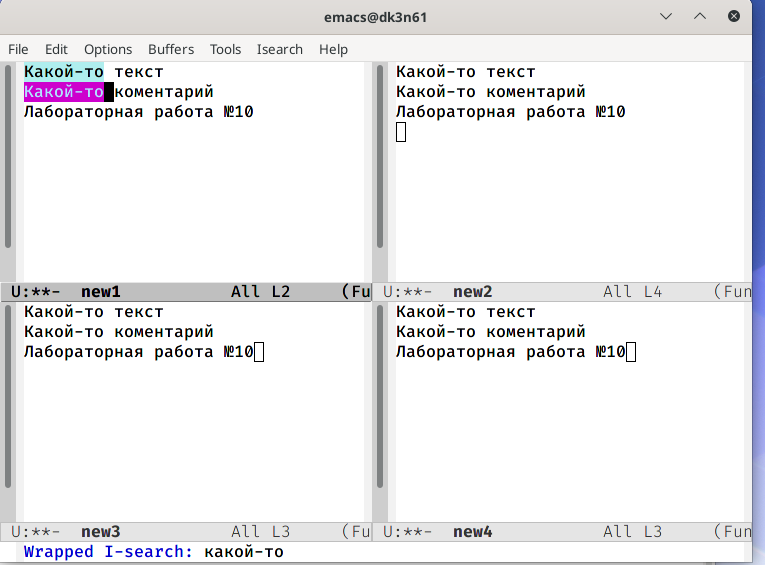 emacs@dk3n61
File Edit Options Buffers Tools Isearch Help
Какой-то текст
Какой-то коментарий
Лабораторная работа №10
U:**- new1 All L2 (Fu
Какой-то текст
Какой-то коментарий
Лабораторная работа №10
U:**- new2 All L4 (Fun
Какой-то текст
Какой-то коментарий
Лабораторная работа №10
U:**- new3 All L3 (Fu
Какой-то текст
Какой-то коментарий
Лабораторная работа №10
U:**- new4 All L3 (Fun
Wrapped I-search: какой-то